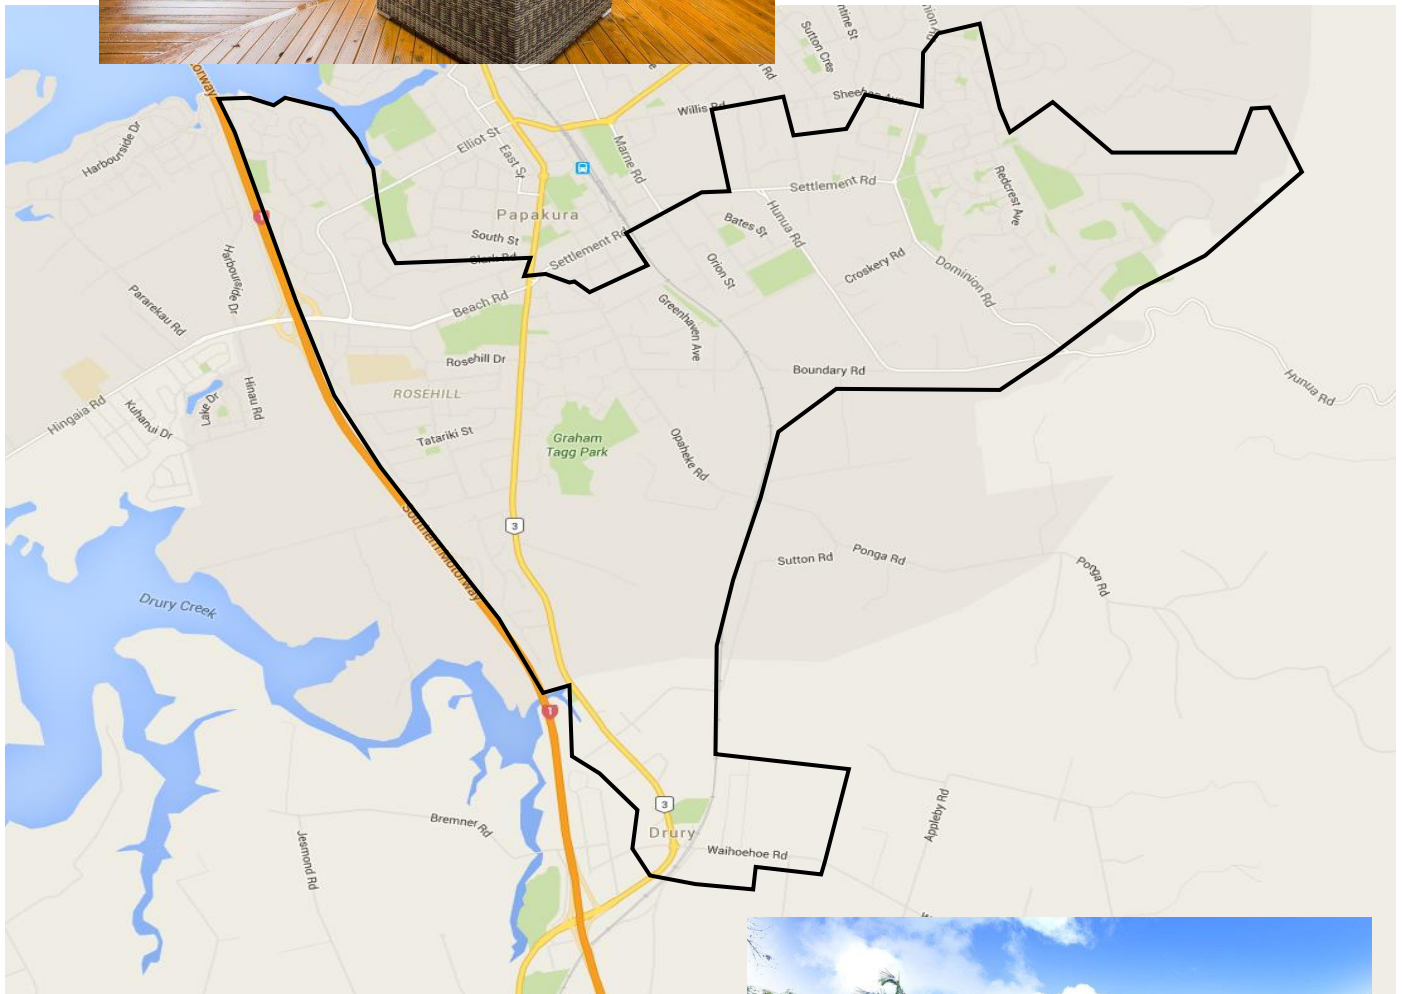 Sutton Cres
Willis Rd
Sheehan Ave
Harbourside Dr
Elliot St
East St
Marne Rd
Settlement Rd
Redcrest Ave
Papakura
South St
Clark Rd
Settlement Rd
Bates St
Hunua Rd
Orion St
Croskery Rd
Dominion Rd
Harbourside Dr
Pararekau Rd
Beach Rd
Greenhaven Ave
Rosehill Dr
Boundary Rd
Hunua Rd
ROSEHILL
Hinau Rd
Lake Dr
Hingaia Rd
Kuhanui Dr
Tatariki St
Graham
Tagg Park
Opaheke Rd
3
Southern Motorway
Sutton Rd
Ponga Rd
Ponga Rd
Drury Creek
1
3
Drury
Bremner Rd
Jesmond Rd
Waihoehoe Rd
Appleby Rd